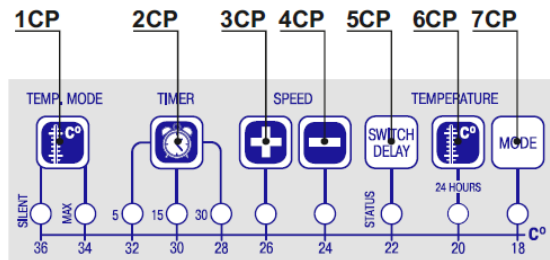 1CP 2CP 3CP 4CP 5CP 6CP 7CP
TEMP. MODE TIMER SPEED TEMPERATURE
C° SWITCH DELAY C° MODE
24 HOURS
SILENT MAX 5 15 30 STATUS
C°
36 34 32 30 28 26 24 22 20 18